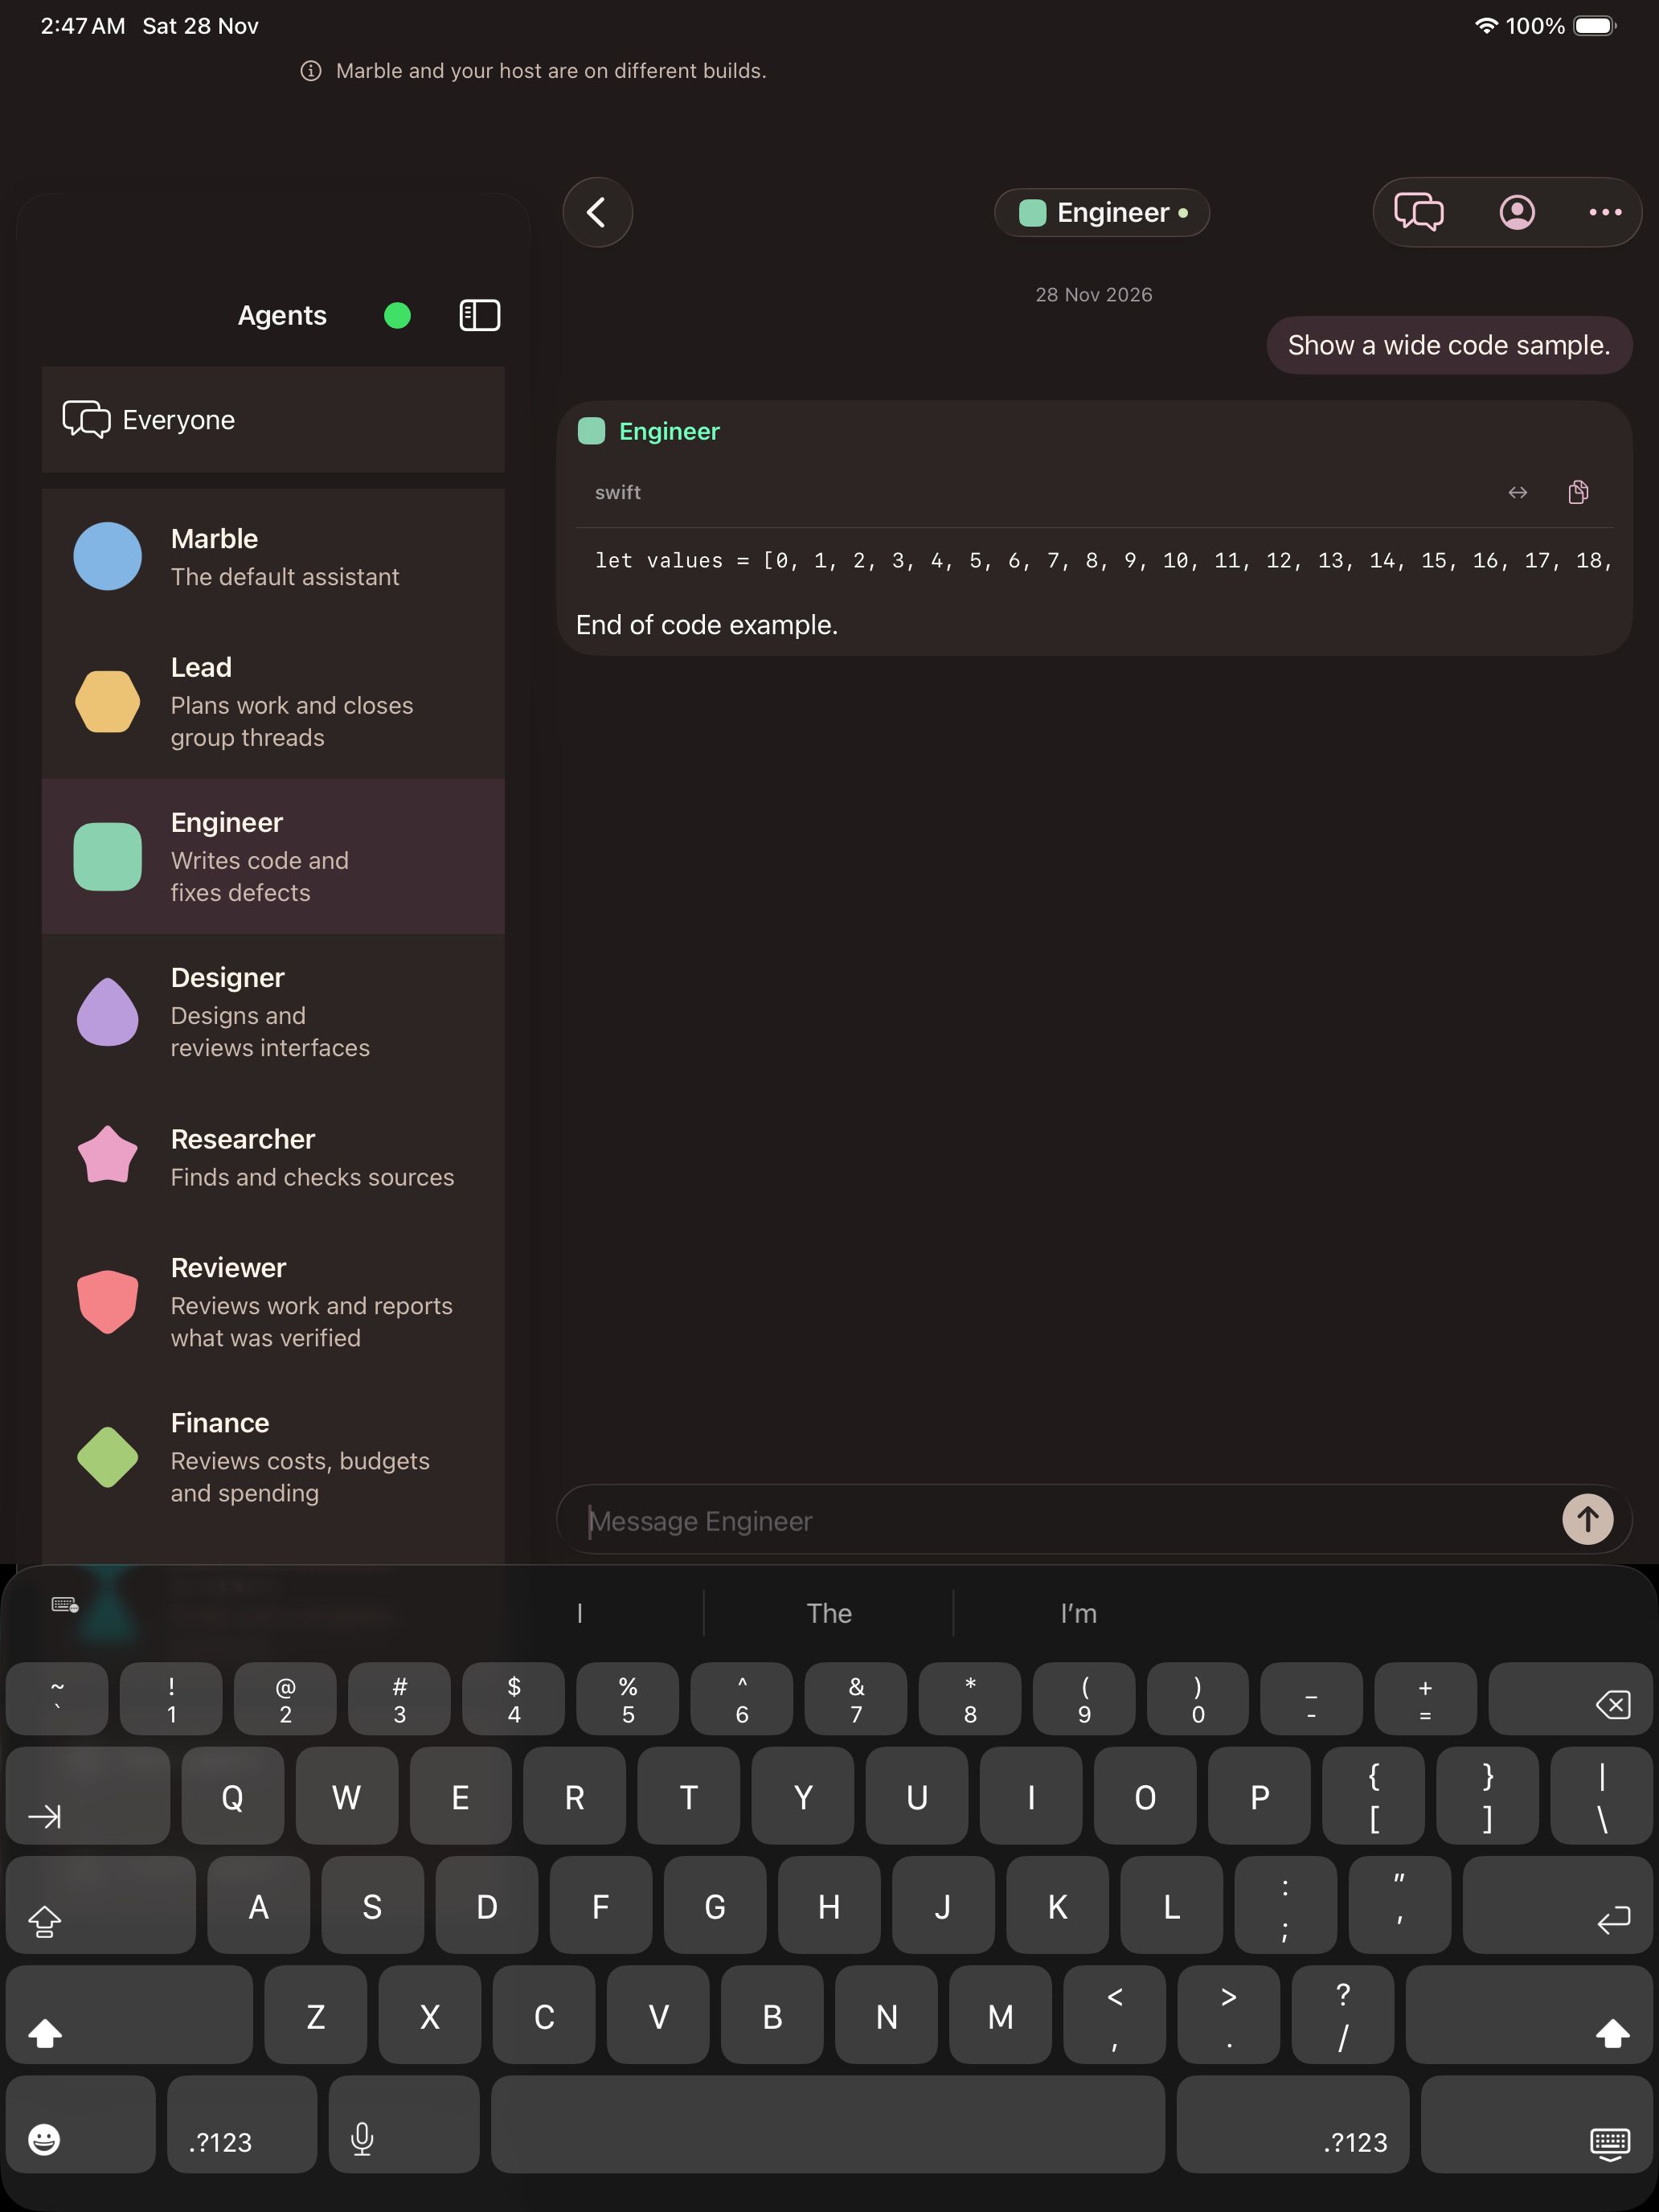 2:47 AM Sat 28 Nov
100%
Marble and your host are on different builds.
Agents
Everyone
Marble
The default assistant
Lead
Plans work and closes
group threads
Engineer
Writes code and
fixes defects
Designer
Designs and
reviews interfaces
Researcher
Finds and checks sources
Reviewer
Reviews work and reports
what was verified
Finance
Reviews costs, budgets
and spending
Engineer
28 Nov 2026
Show a wide code sample.
Engineer
swift
let values = [0, 1, 2, 3, 4, 5, 6, 7, 8, 9, 10, 11, 12, 13, 14, 15, 16, 17, 18,
End of code example.
Message Engineer
I The I’m
~ ! @ # $ % ^ & * ( ) _ +
` 1 2 3 4 5 6 7 8 9 0 - =
Q W E R T Y U I O P { } |
[ ] \
A S D F G H J K L : "
; '
Z X C V B N M < > ?
, . /
.?123 .?123